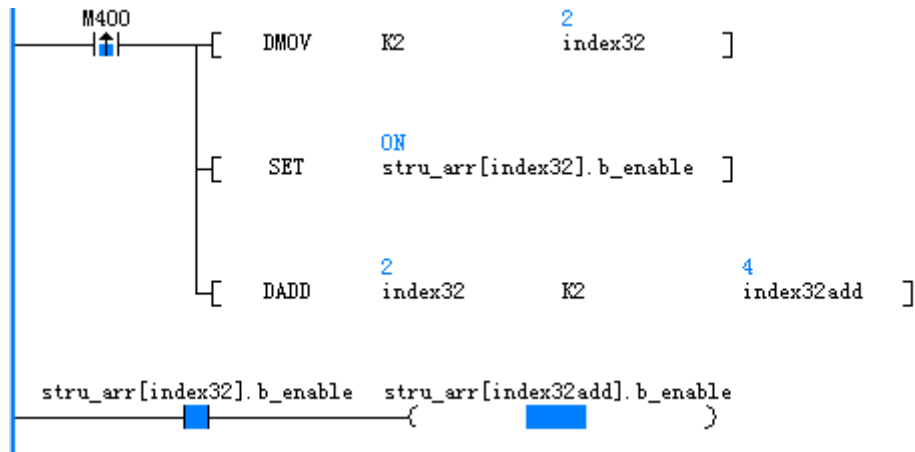 M400
2
DMOV K2 index32
ON
SET stru_arr[index32].b_enable
2 4
DADD index32 K2 index32add
stru_arr[index32].b_enable stru_arr[index32add].b_enable